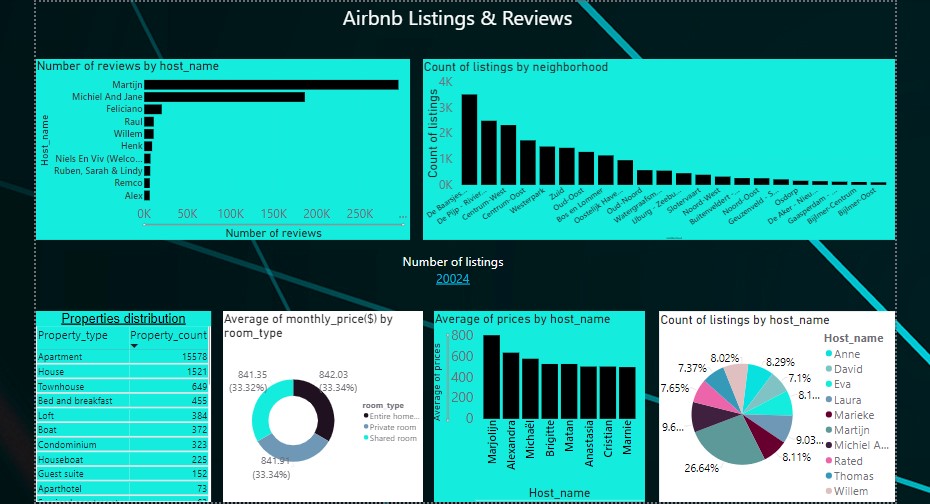 Airbnb Listings & Reviews
Number of reviews by host_name
Host_name
Martijn
Michiel And Jane
Feliciano
Raul
Willem
Henk
Niels En Viv (Welco...
Ruben, Sarah & Lindy
Remco
Alex
0K 50K 100K 150K 200K 250K ...
Number of reviews
Count of listings by neighborhood
Count of listings
4K
3K
2K
1K
0K
De Baarsjes...
De Pijp - Rivier...
Centrum-West
Centrum-Oost
Westerpark
Zuid
Oud-Oost
Bos en Lommer
Oostelijk Have...
Oud-Noord
Watergraafsm...
IJburg - Zeebu...
Slotervaart
Noord-West
Buitenveldert -...
Noord-Oost
Geuzenveld - S...
Osdorp
De Aker - Nieu...
Gaasperdam ...
Bijlmer-Centrum
Bijlmer-Oost
Number of listings
20024
Properties distribution
Property_type Property_count
Apartment 15578
House 1521
Townhouse 649
Bed and breakfast 455
Loft 384
Boat 372
Condominium 323
Houseboat 225
Guest suite 152
Aparthotel 73
Average of monthly_price($) by
room_type
841.35
(33.32%)
842.03
(33.34%)
841.91
(33.34%)
room_type
Entire home...
Private room
Shared room
Average of prices by host_name
Average of prices
800
600
400
200
0
Marjolijn
Alexandra
Michaël
Brigitte
Matan
Anastasia
Cristian
Marnie
Host_name
Count of listings by host_name
8.29%
7.1%
8.1...
9.03...
8.11%
26.64%
9.6...
7.65%
7.37%
8.02%
Host_name
Anne
David
Eva
Laura
Marieke
Martijn
Michiel A...
Rated
Thomas
Willem